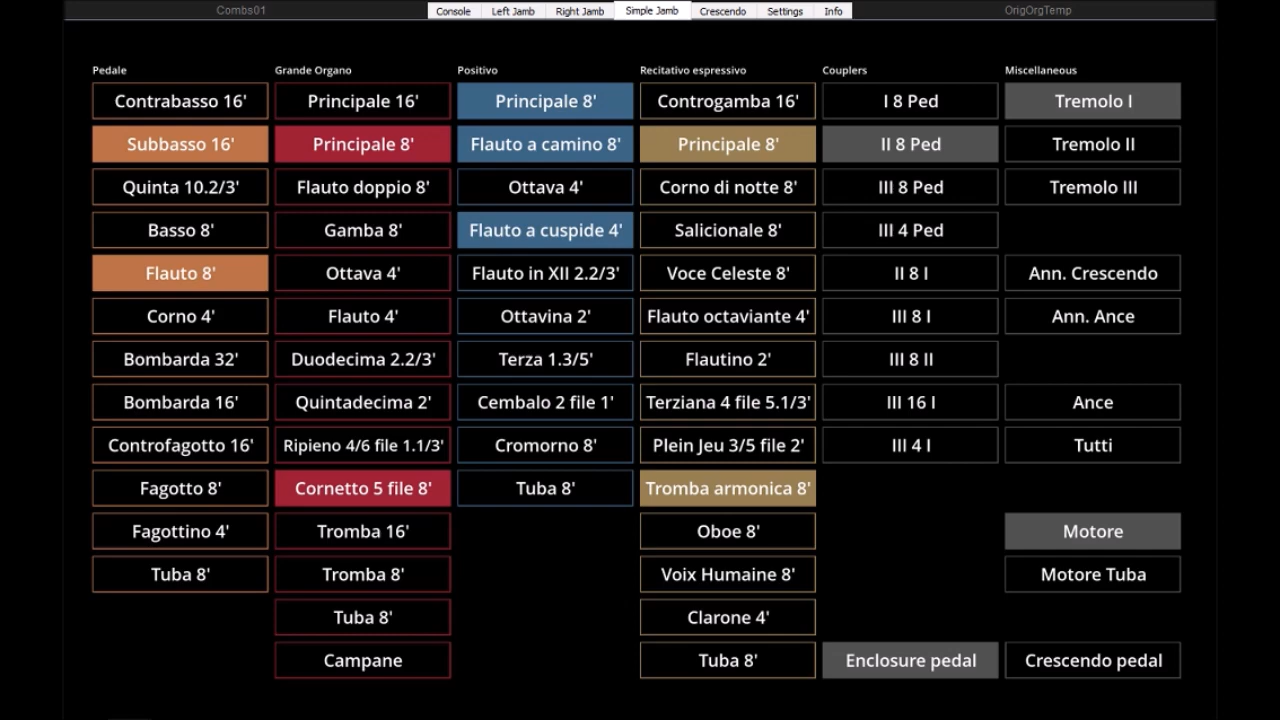 Combs01
Console
Left Jamb
Right Jamb
Simple Jamb
Crescendo
Settings
Info
OrigOrgTemp
Pedale
Contrabasso 16'
Subbasso 16'
Quinta 10.2/3'
Basso 8'
Flauto 8'
Corno 4'
Bombarda 32'
Bombarda 16'
Controfagotto 16'
Fagotto 8'
Fagottino 4'
Tuba 8'
Grande Organo
Principale 16'
Principale 8'
Flauto doppio 8'
Gamba 8'
Ottava 4'
Flauto 4'
Duodecima 2.2/3'
Quintadecima 2'
Ripieno 4/6 file 1.1/3'
Cornetto 5 file 8'
Tromba 16'
Tromba 8'
Tuba 8'
Campane
Positivo
Principale 8'
Flauto a camino 8'
Ottava 4'
Flauto a cuspide 4'
Flauto in XII 2.2/3'
Ottavina 2'
Terza 1.3/5'
Cembalo 2 file 1'
Cromorno 8'
Tuba 8'
Recitativo espressivo
Controgamba 16'
Principale 8'
Corno di notte 8'
Salicionale 8'
Voce Celeste 8'
Flauto octaviante 4'
Flautino 2'
Terziana 4 file 5.1/3'
Plein Jeu 3/5 file 2'
Tromba armonica 8'
Oboe 8'
Voix Humaine 8'
Clarone 4'
Tuba 8'
Couplers
I 8 Ped
II 8 Ped
III 8 Ped
III 4 Ped
II 8 I
III 8 I
III 8 II
III 16 I
III 4 I
Enclosure pedal
Miscellaneous
Tremolo I
Tremolo II
Tremolo III
Ann. Crescendo
Ann. Ance
Ance
Tutti
Motore
Motore Tuba
Crescendo pedal